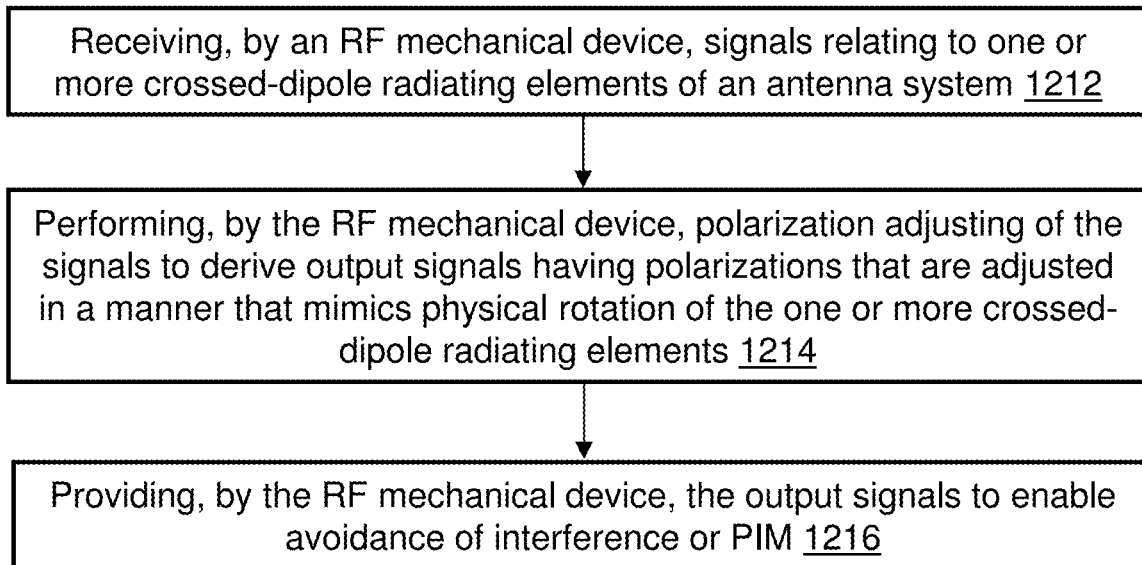 Receiving, by an RF mechanical device, signals relating to one or
more crossed-dipole radiating elements of an antenna system 1212
Performing, by the RF mechanical device, polarization adjusting of the
signals to derive output signals having polarizations that are adjusted
in a manner that mimics physical rotation of the one or more crossed-
dipole radiating elements 1214
Providing, by the RF mechanical device, the output signals to enable
avoidance of interference or PIM 1216